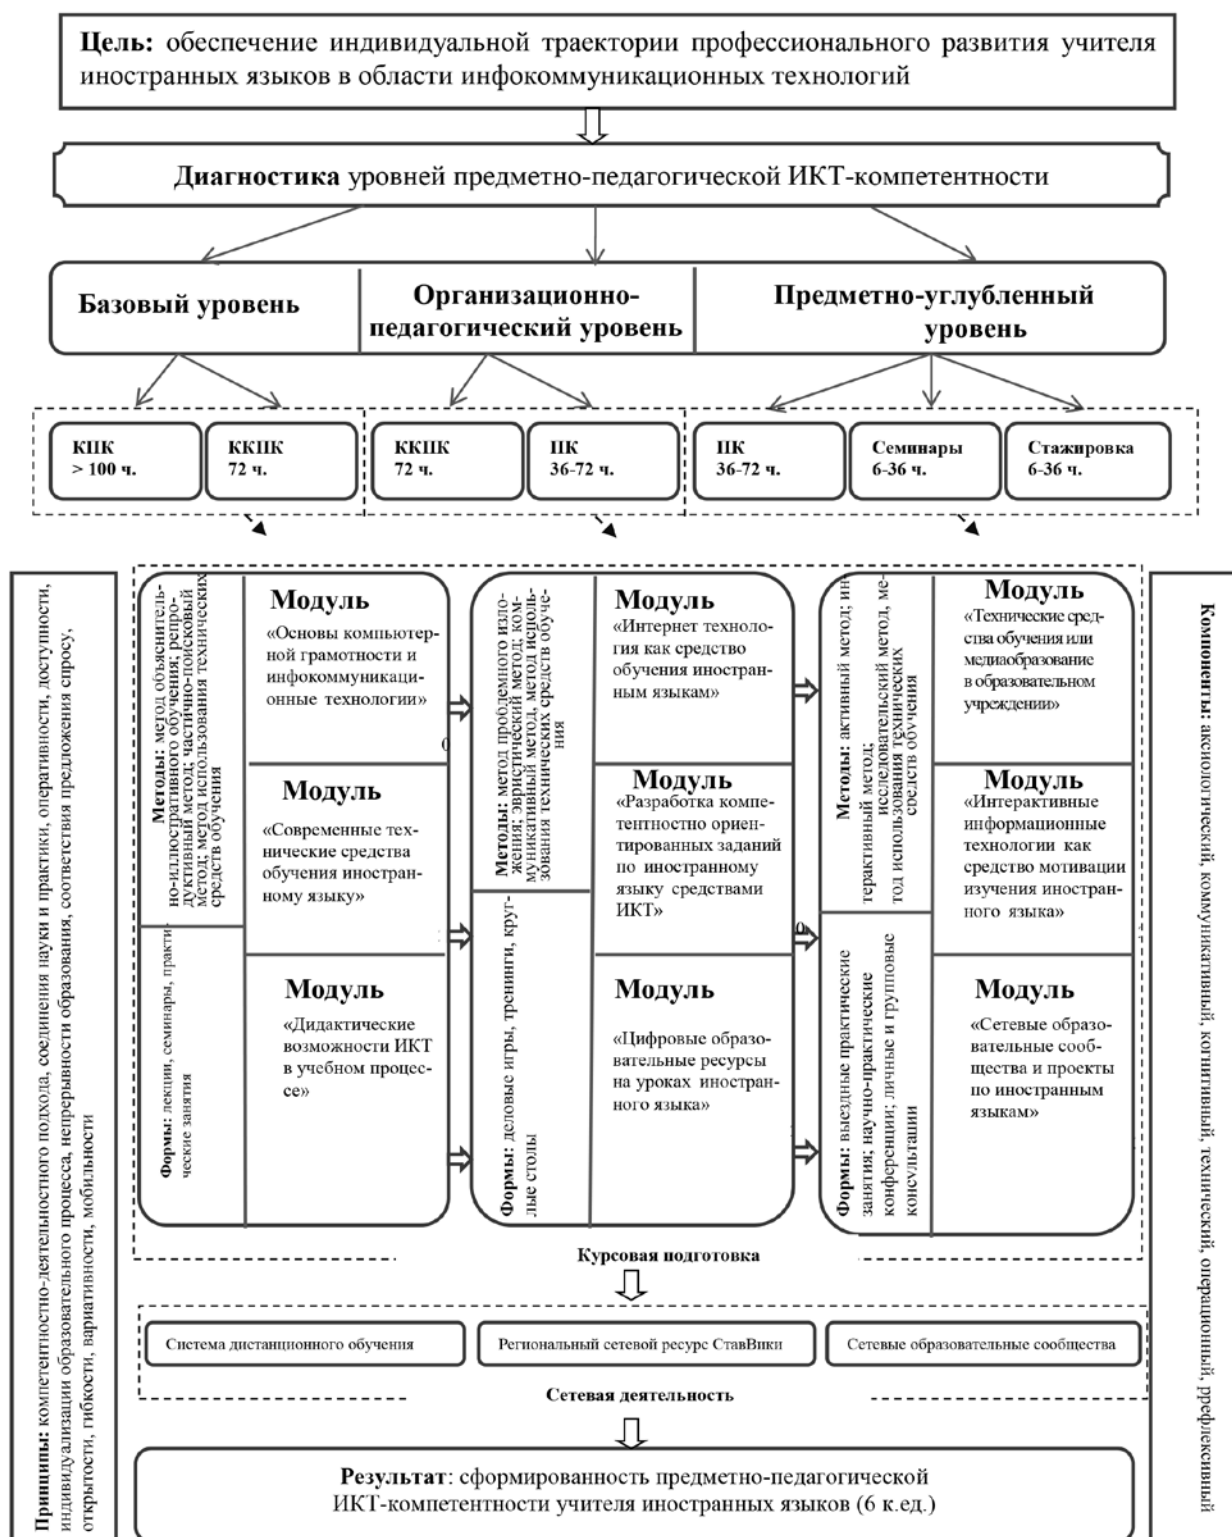 Цель: обеспечение индивидуальной траектории профессионального развития учителя
иностранных языков в области инфокоммуникационных технологий
Диагностика уровней предметно-педагогической ИКТ-компетентности
Базовый уровень
Организационно-
педагогический уровень
Предметно-углубленный
уровень
КПК
> 100 ч.
ККПК
72 ч.
ККПК
72 ч.
ПК
36-72 ч.
ПК
36-72 ч.
Семинары
6-36 ч.
Стажировка
6-36 ч.
Принципы: компетентностно-деятельностного подхода, соединения науки и практики, оперативности, доступности,
индивидуализации образовательного процесса, непрерывности образования, соответствия предложения спросу,
открытости, гибкости, вариативности, мобильности
Методы: метод объяснитель-
но-иллюстративного обучения; репро-
дуктивный метод; частично-поисковый
метод; метод использования технических
средств обучения
Формы: лекции, семинары, практи-
ческие занятия
Модуль
«Основы компьютер-
ной грамотности и
инфокоммуникаци-
онные технологии»
0
Модуль
«Современные тех-
нические средства
обучения иностран-
ному языку»
Модуль
«Дидактические
возможности ИКТ
в учебном процес-
се»
Методы: метод проблемного изло-
жения; эвристический метод; ком-
муникативный метод, метод исполь-
зования технических средств обуче-
ния
Формы: деловые игры, тренинги, круг-
лые столы
Модуль
«Интернет техноло-
гия как средство
обучения иностран-
ным языкам»
Модуль
«Разработка компе-
тентностно ориен-
тированных заданий
по иностранному
языку средствами
ИКТ»
0
Модуль
«Цифровые образо-
вательные ресурсы
на уроках иностран-
ного языка»
Методы: активный метод; ин-
терактивный метод;
исследовательский метод, ме-
тод использования технических
средств обучения
Формы: выездные практические
занятия; научно-практические
конференции; личные и групповые
консультации
Модуль
«Технические сред-
ства обучения или
медиаобразование
в образовательном
учреждении»
Модуль
«Интерактивные
информационные
технологии как
средство мотивации
изучения иностран-
ного языка»
Модуль
«Сетевые образо-
вательные сооб-
щества и проекты
по иностранным
языкам»
Компоненты: аксиологический, коммуникативный, когнитивный, технический, операционный, ррефлексивный
Курсовая подготовка
Система дистанционного обучения
Региональный сетевой ресурс СтавВики
Сетевые образовательные сообщества
Сетевая деятельность
Результат: сформированность предметно-педагогической
ИКТ-компетентности учителя иностранных языков (6 к.ед.)